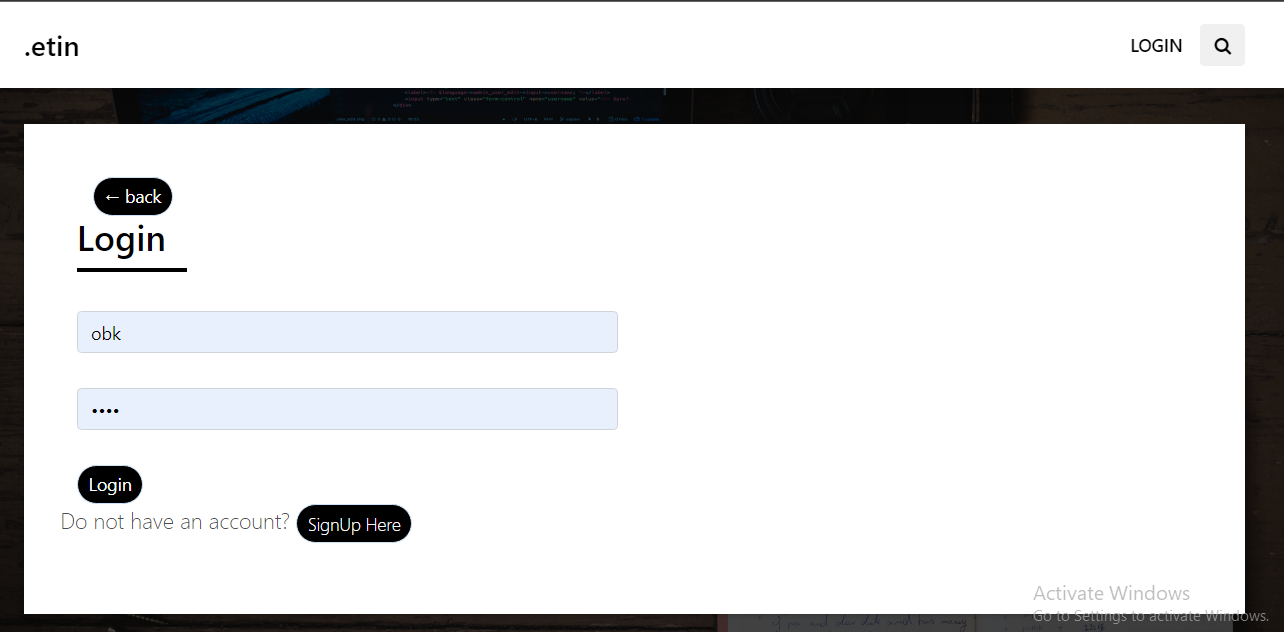 .etin
LOGIN
← back
Login
obk
••••
Login
Do not have an account? SignUp Here
Activate Windows
Go to Settings to activate Windows.